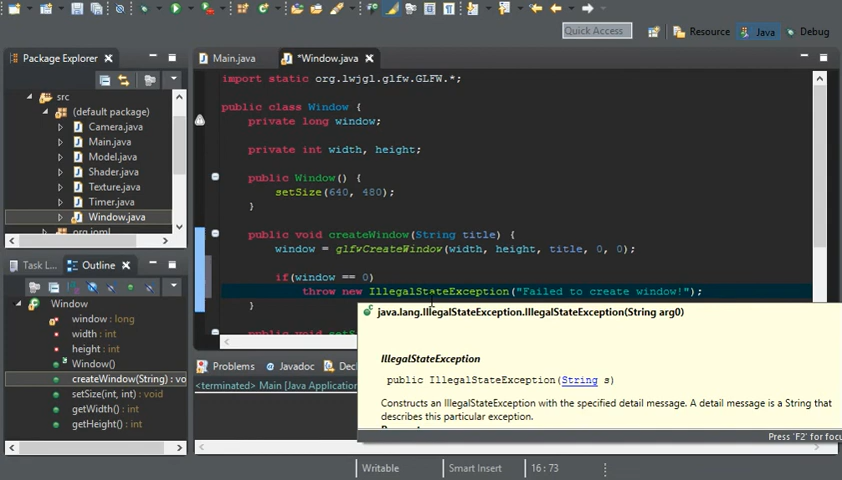 Quick Access
Resource
Java
Debug
Package Explorer
Main.java
*Window.java
src
(default package)
Camera.java
Main.java
Model.java
Shader.java
Texture.java
Timer.java
Window.java
import static org.lwjgl.glfw.GLFW.*;
public class Window {
private long window;
private int width, height;
public Window() {
setSize(640, 480);
}
public void createWindow(String title) {
window = glfwCreateWindow(width, height, title, 0, 0);
if(window == 0)
throw new IllegalStateException("Failed to create window!");
}
java.lang.IllegalStateException.IllegalStateException(String arg0)
IllegalStateException
public IllegalStateException(String s)
Constructs an IllegalStateException with the specified detail message. A detail message is a String that
describes this particular exception.
Press 'F2' for focu
Task L
Outline
Window
window : long
width : int
height : int
Window()
createWindow(String) : vo
setSize(int, int) : void
getWidth() : int
getHeight() : int
Problems
Javadoc
Decl
<terminated> Main [Java Application
Writable
Smart Insert
16 : 73